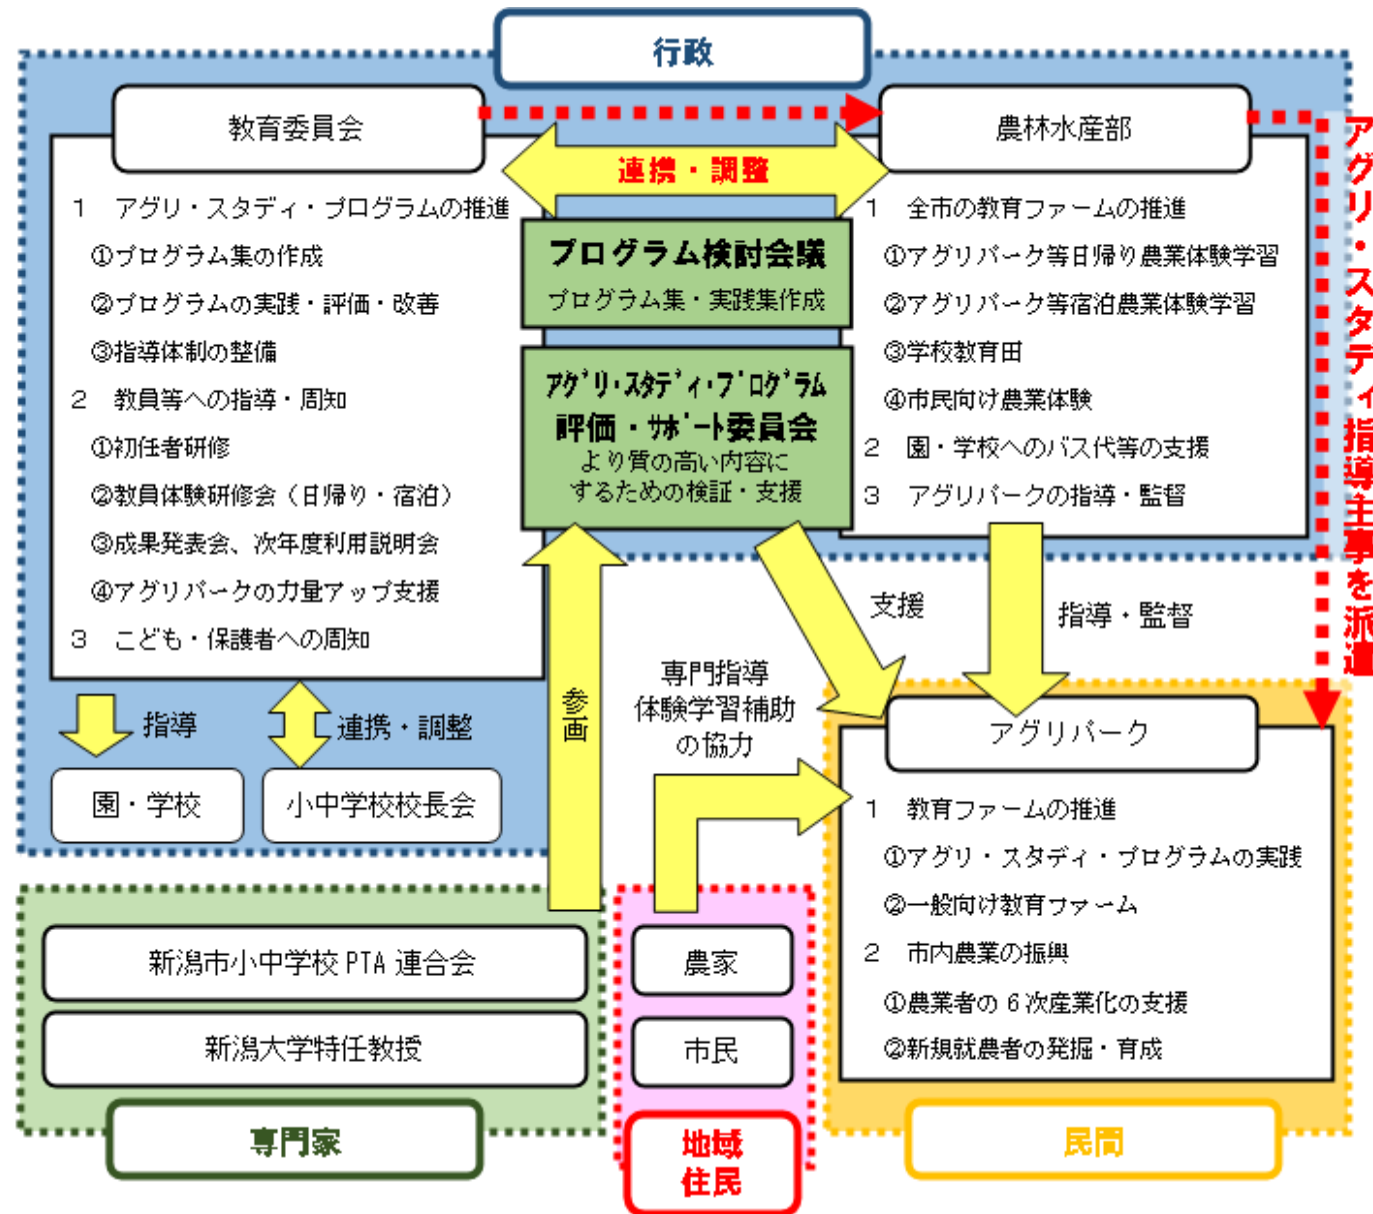 行政
教育委員会
1 アグリ・スタディ・プログラムの推進
①プログラム集の作成
②プログラムの実践・評価・改善
③指導体制の整備
2 教員等への指導・周知
①初任者研修
②教員体験研修会（日帰り・宿泊）
③成果発表会、次年度利用説明会
④アグリパークの力量アップ支援
3 こども・保護者への周知
連携・調整
プログラム検討会議
プログラム集・実践集作成
アグリ・スタディ・プログラム
評価・サポート委員会
より質の高い内容に
するための検証・支援
農林水産部
1 全市の教育ファームの推進
①アグリパーク等日帰り農業体験学習
②アグリパーク等宿泊農業体験学習
③学校教育田
④市民向け農業体験
2 園・学校へのバス代等の支援
3 アグリパークの指導・監督
アグリ・スタディ指導主事を派遣
指導
連携・調整
園・学校
小中学校校長会
参画
支援
指導・監督
専門指導
体験学習補助
の協力
アグリパーク
1 教育ファームの推進
①アグリ・スタディ・プログラムの実践
②一般向け教育ファーム
2 市内農業の振興
①農業者の6次産業化の支援
②新規就農者の発掘・育成
民間
新潟市小中学校PTA連合会
新潟大学特任教授
専門家
農家
市民
地域
住民